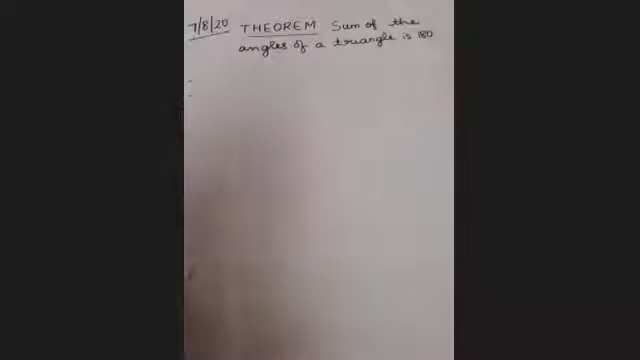 7/8/20 THEOREM Sum of the
angles of a triangle is 180